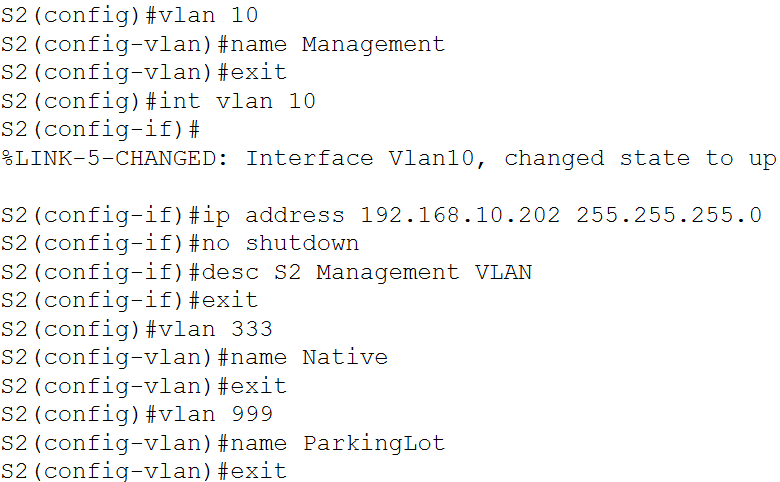 S2(config)#vlan 10
S2(config-vlan)#name Management
S2(config-vlan)#exit
S2(config)#int vlan 10
S2(config-if)#
%LINK-5-CHANGED: Interface Vlan10, changed state to up
S2(config-if)#ip address 192.168.10.202 255.255.255.0
S2(config-if)#no shutdown
S2(config-if)#desc S2 Management VLAN
S2(config-if)#exit
S2(config)#vlan 333
S2(config-vlan)#name Native
S2(config-vlan)#exit
S2(config)#vlan 999
S2(config-vlan)#name ParkingLot
S2(config-vlan)#exit